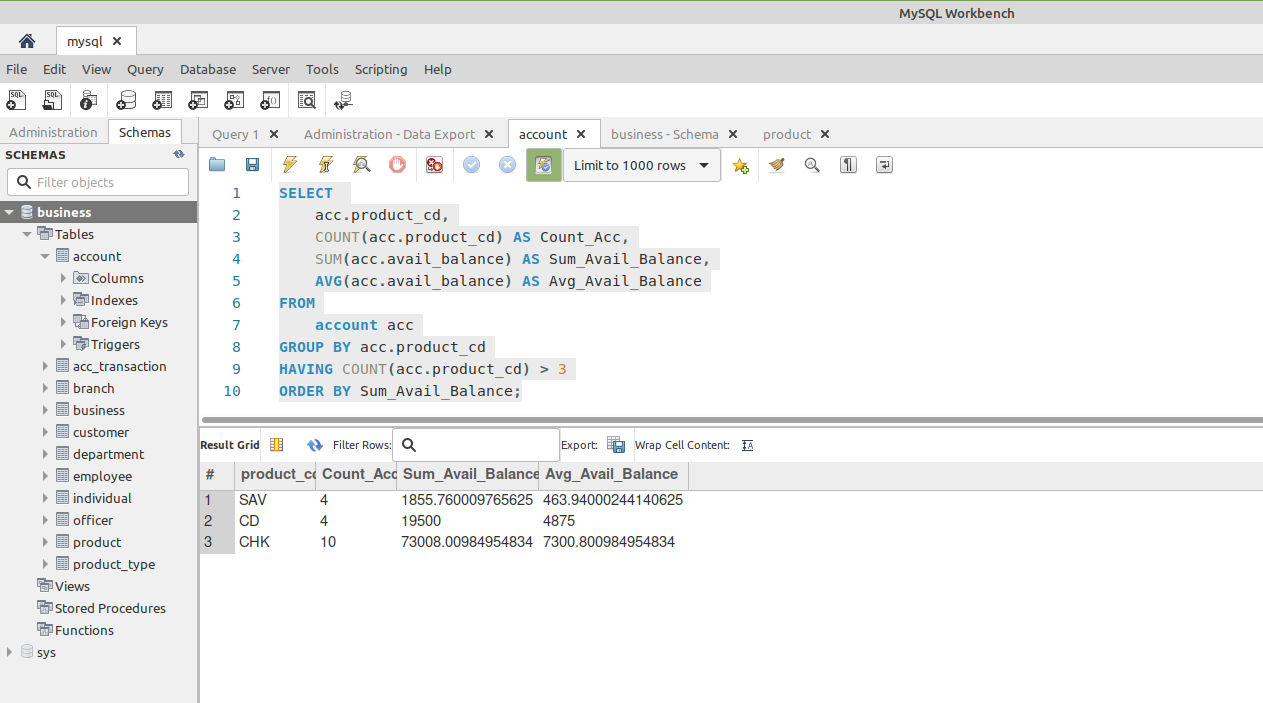 MySQL Workbench
mysql
File Edit View Query Database Server Tools Scripting Help
Administration Schemas
Query 1 Administration - Data Export account business - Schema product
SCHEMAS
Filter objects
Limit to 1000 rows
business
Tables
account
Columns
Indexes
Foreign Keys
Triggers
acc_transaction
branch
business
customer
department
employee
individual
officer
product
product_type
Views
Stored Procedures
Functions
sys
1 SELECT
2 acc.product_cd,
3 COUNT(acc.product_cd) AS Count_Acc,
4 SUM(acc.avail_balance) AS Sum_Avail_Balance,
5 AVG(acc.avail_balance) AS Avg_Avail_Balance
6 FROM
7 account acc
8 GROUP BY acc.product_cd
9 HAVING COUNT(acc.product_cd) > 3
10 ORDER BY Sum_Avail_Balance;
Result Grid Filter Rows: Export: Wrap Cell Content:
# product_cd Count_Acc Sum_Avail_Balance Avg_Avail_Balance
1 SAV 4 1855.760009765625 463.94000244140625
2 CD 4 19500 4875
3 CHK 10 73008.00984954834 7300.800984954834